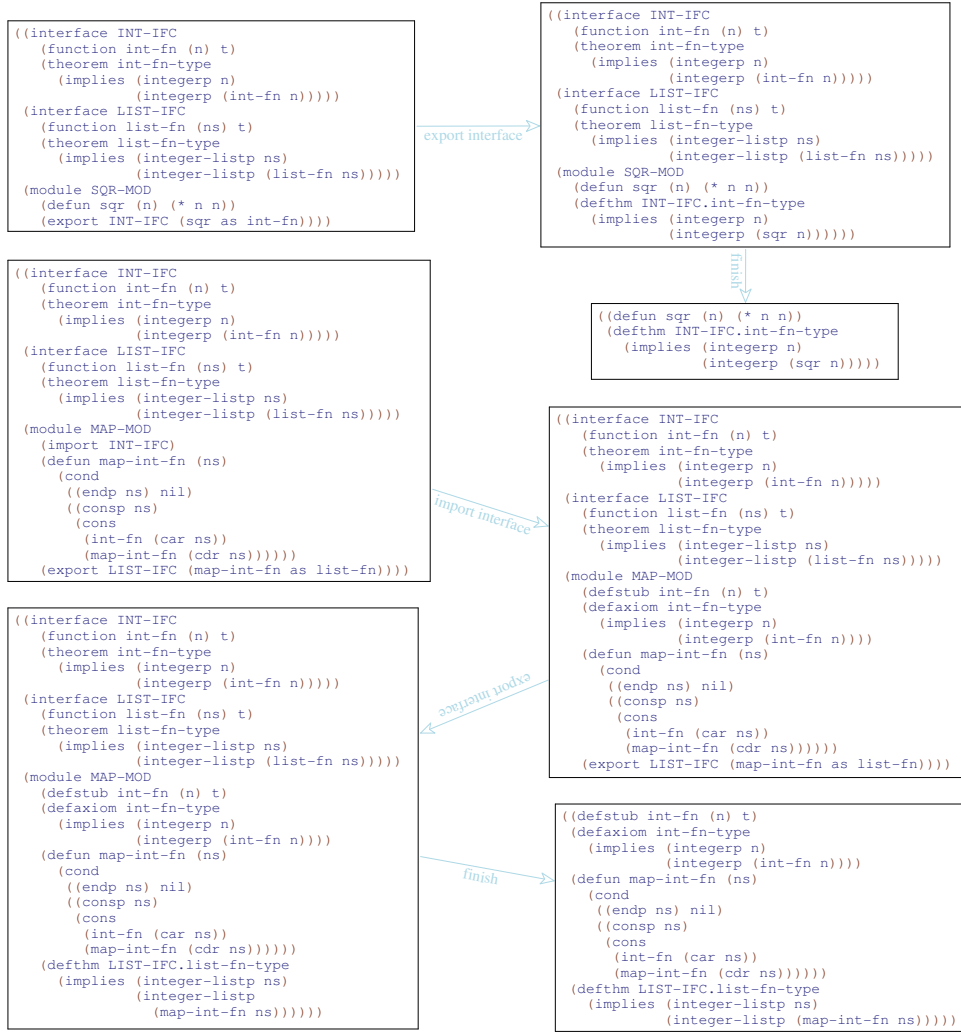 ((interface INT-IFC
(function int-fn (n) t)
(theorem int-fn-type
(implies (integerp n)
(integerp (int-fn n)))))
(interface LIST-IFC
(function list-fn (ns) t)
(theorem list-fn-type
(implies (integer-listp ns)
(integer-listp (list-fn ns)))))
(module SQR-MOD
(defun sqr (n) (* n n))
(export INT-IFC (sqr as int-fn))))
export interface
((interface INT-IFC
(function int-fn (n) t)
(theorem int-fn-type
(implies (integerp n)
(integerp (int-fn n)))))
(interface LIST-IFC
(function list-fn (ns) t)
(theorem list-fn-type
(implies (integer-listp ns)
(integer-listp (list-fn ns)))))
(module SQR-MOD
(defun sqr (n) (* n n))
(defthm INT-IFC.int-fn-type
(implies (integerp n)
(integerp (sqr n))))))
finish
((defun sqr (n) (* n n))
(defthm INT-IFC.int-fn-type
(implies (integerp n)
(integerp (sqr n)))))
((interface INT-IFC
(function int-fn (n) t)
(theorem int-fn-type
(implies (integerp n)
(integerp (int-fn n)))))
(interface LIST-IFC
(function list-fn (ns) t)
(theorem list-fn-type
(implies (integer-listp ns)
(integer-listp (list-fn ns)))))
(module MAP-MOD
(import INT-IFC)
(defun map-int-fn (ns)
(cond
((endp ns) nil)
((consp ns)
(cons
(int-fn (car ns))
(map-int-fn (cdr ns))))))
(export LIST-IFC (map-int-fn as list-fn))))
import interface
((interface INT-IFC
(function int-fn (n) t)
(theorem int-fn-type
(implies (integerp n)
(integerp (int-fn n)))))
(interface LIST-IFC
(function list-fn (ns) t)
(theorem list-fn-type
(implies (integer-listp ns)
(integer-listp (list-fn ns)))))
(module MAP-MOD
(defstub int-fn (n) t)
(defaxiom int-fn-type
(implies (integerp n)
(integerp (int-fn n))))
(defun map-int-fn (ns)
(cond
((endp ns) nil)
((consp ns)
(cons
(int-fn (car ns))
(map-int-fn (cdr ns))))))
(export LIST-IFC (map-int-fn as list-fn))))
export interface
((interface INT-IFC
(function int-fn (n) t)
(theorem int-fn-type
(implies (integerp n)
(integerp (int-fn n)))))
(interface LIST-IFC
(function list-fn (ns) t)
(theorem list-fn-type
(implies (integer-listp ns)
(integer-listp (list-fn ns)))))
(module MAP-MOD
(defstub int-fn (n) t)
(defaxiom int-fn-type
(implies (integerp n)
(integerp (int-fn n))))
(defun map-int-fn (ns)
(cond
((endp ns) nil)
((consp ns)
(cons
(int-fn (car ns))
(map-int-fn (cdr ns))))))
(defthm LIST-IFC.list-fn-type
(implies (integer-listp ns)
(integer-listp
(map-int-fn ns))))))
finish
((defstub int-fn (n) t)
(defaxiom int-fn-type
(implies (integerp n)
(integerp (int-fn n))))
(defun map-int-fn (ns)
(cond
((endp ns) nil)
((consp ns)
(cons
(int-fn (car ns))
(map-int-fn (cdr ns))))))
(defthm LIST-IFC.list-fn-type
(implies (integer-listp ns)
(integer-listp (map-int-fn ns)))))